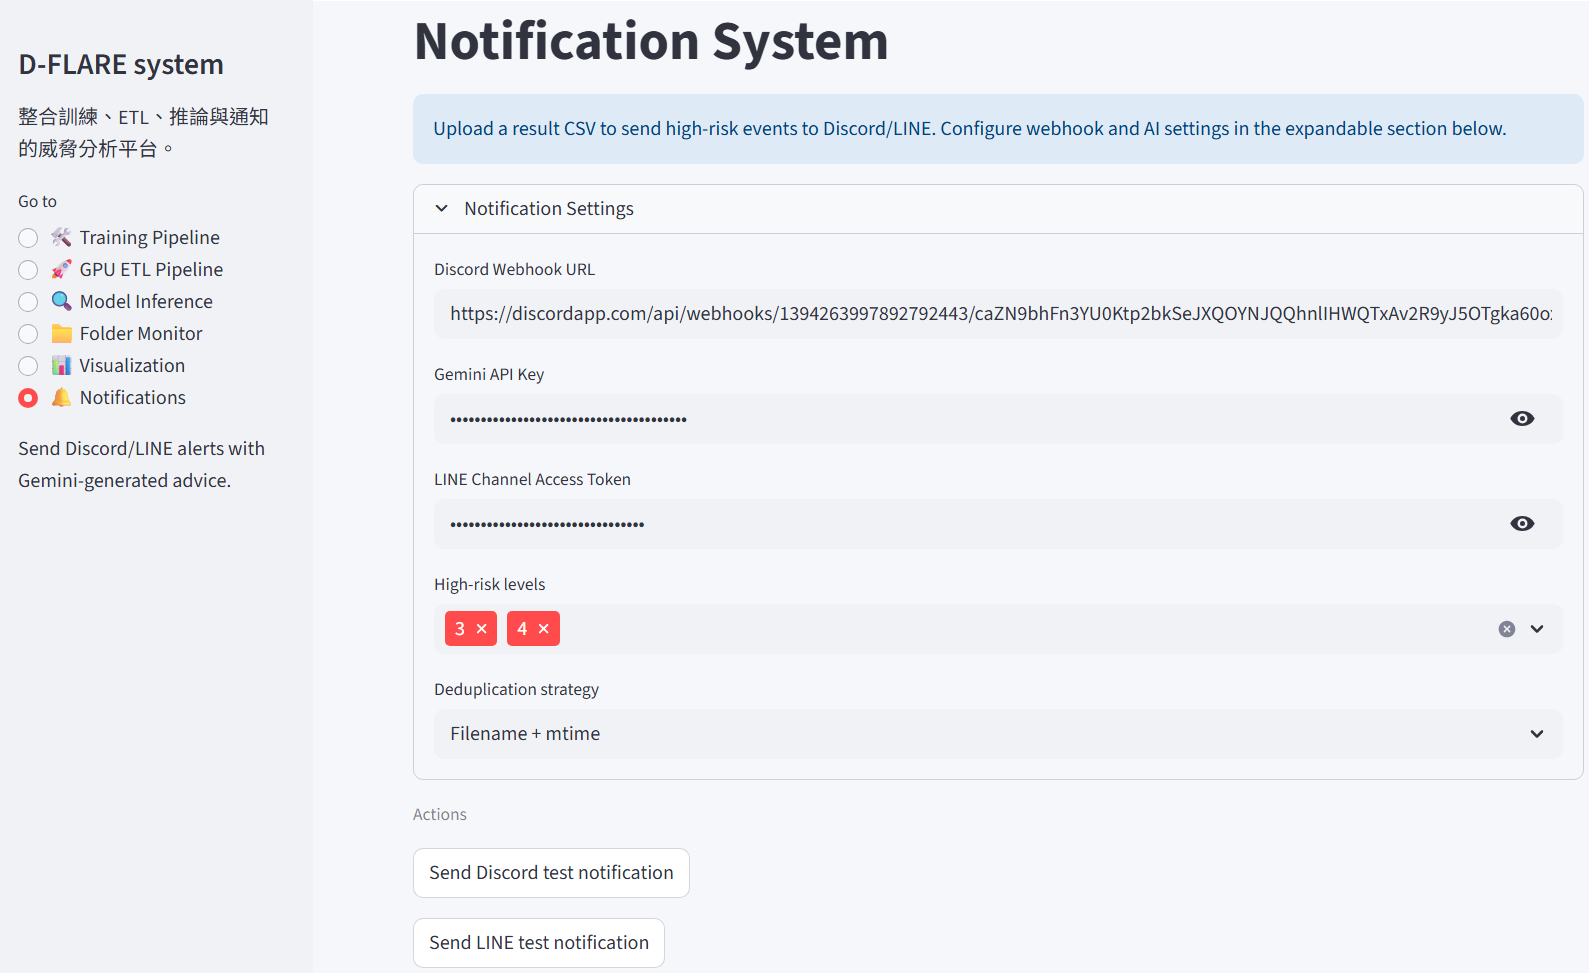 D-FLARE system
整合訓練、ETL、推論與通知
的威脅分析平台。
Go to
Training Pipeline
GPU ETL Pipeline
Model Inference
Folder Monitor
Visualization
Notifications
Send Discord/LINE alerts with
Gemini-generated advice.
Notification System
Upload a result CSV to send high-risk events to Discord/LINE. Configure webhook and AI settings in the expandable section below.
Notification Settings
Discord Webhook URL
https://discordapp.com/api/webhooks/1394263997892792443/caZN9bhFn3YU0Ktp2bkSeJXQOYNJQQhnlIHWQTxAv2R9yJ5OTgka60o
Gemini API Key
LINE Channel Access Token
High-risk levels
3 ×
4 ×
Deduplication strategy
Filename + mtime
Actions
Send Discord test notification
Send LINE test notification